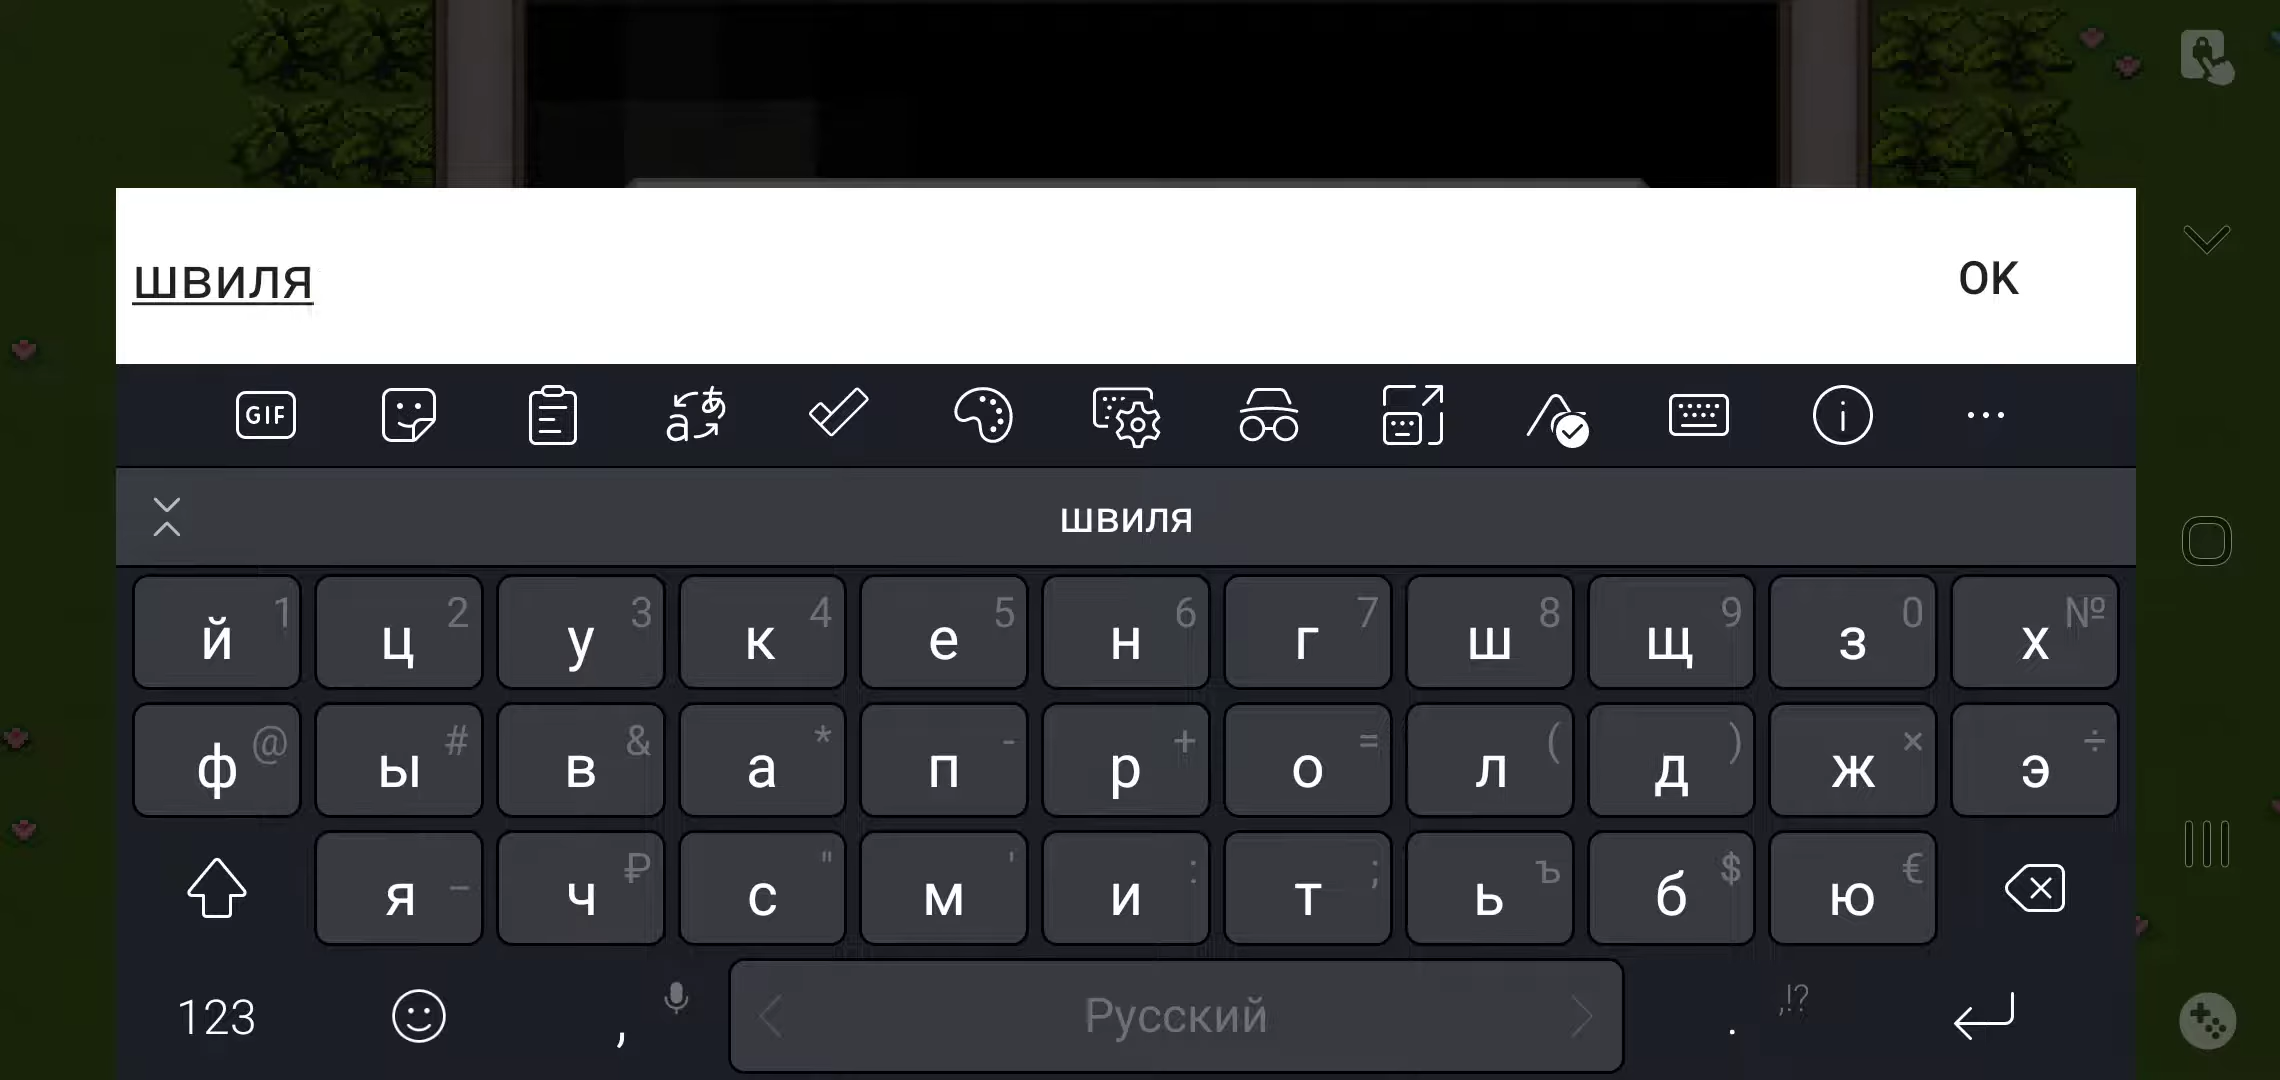 швиля
OK
GIF
швиля
й 1 ц 2 у 3 к 4 е 5 н 6 г 7 ш 8 щ 9 з 0 х №
ф @ ы # в & а * п - р + о = л ( д ) ж × э ÷
я – ч ₽ с " м ' и : т ; ь ъ б $ ю €
123 , Русский . ,!?